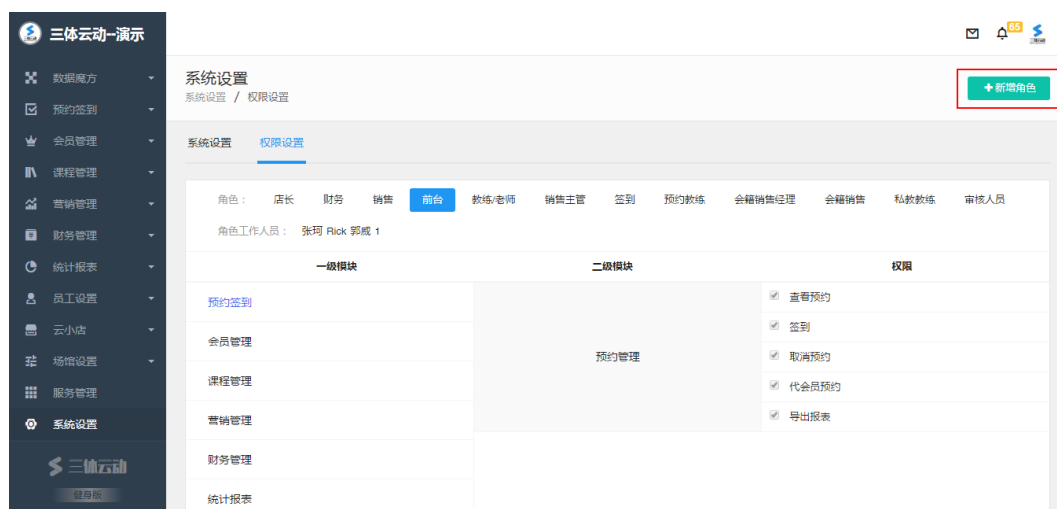 三体云动--演示
65
数据魔方
预约签到
会员管理
课程管理
营销管理
财务管理
统计报表
员工设置
云小店
场馆设置
服务管理
系统设置
三体云动
健身版
系统设置
系统设置 / 权限设置
+新增角色
系统设置 权限设置
角色： 店长 财务 销售 前台 教练/老师 销售主管 签到 预约教练 会籍销售经理 会籍销售 私教教练 审核人员
角色工作人员： 张珂 Rick 郭威 1
一级模块 二级模块 权限
预约签到
会员管理
课程管理
营销管理
财务管理
统计报表
预约管理
查看预约
签到
取消预约
代会员预约
导出报表